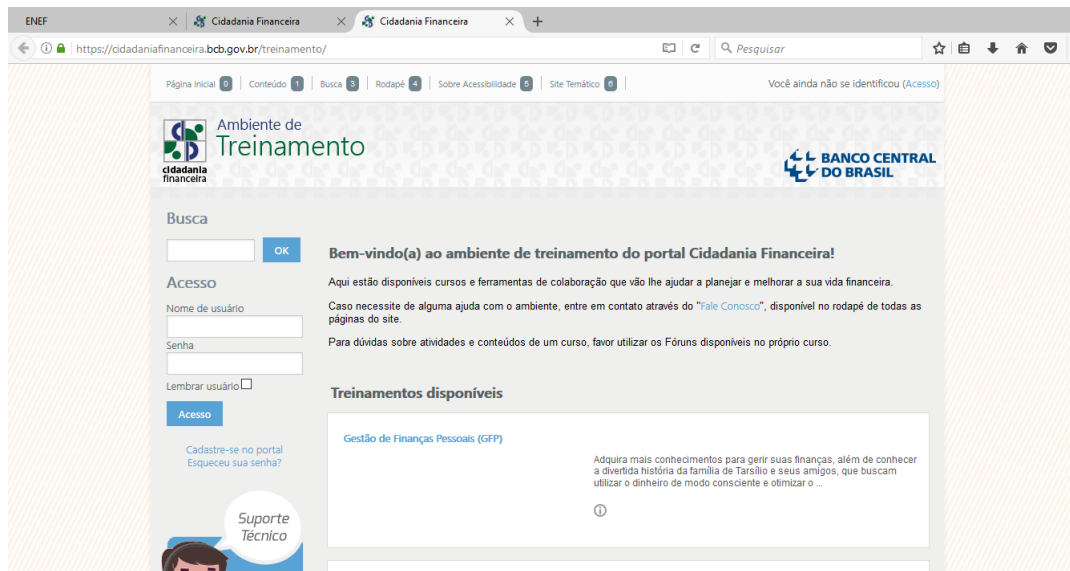 ENEF
Cidadania Financeira
Cidadania Financeira
https://cidadaniafinanceira.bcb.gov.br/treinamento/
Pesquisar
Página Inicial 0 | Conteúdo 1 | Busca 3 | Rodapé 4 | Sobre Acessibilidade 5 | Site Temático 6 |
Você ainda não se identificou (Acesso)
Ambiente de
Treinamento
cidadania
financeira
BANCO CENTRAL
DO BRASIL
Busca
OK
Acesso
Nome de usuário
Senha
Lembrar usuário
Acesso
Cadastre-se no portal
Esqueceu sua senha?
Suporte
Técnico
Bem-vindo(a) ao ambiente de treinamento do portal Cidadania Financeira!
Aqui estão disponíveis cursos e ferramentas de colaboração que vão lhe ajudar a planejar e melhorar a sua vida financeira.
Caso necessite de alguma ajuda com o ambiente, entre em contato através do "Fale Conosco", disponível no rodapé de todas as
páginas do site.
Para dúvidas sobre atividades e conteúdos de um curso, favor utilizar os Fóruns disponíveis no próprio curso.
Treinamentos disponíveis
Gestão de Finanças Pessoais (GFP)
Adquira mais conhecimentos para gerir suas finanças, além de conhecer
a divertida história da família de Tarsílio e seus amigos, que buscam
utilizar o dinheiro de modo consciente e otimizar o ...